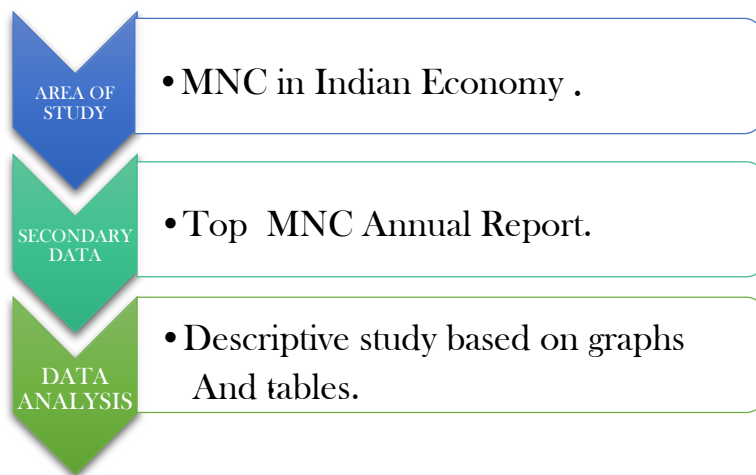 AREA OF
STUDY
•MNC in Indian Economy .
SECONDARY
DATA
•Top MNC Annual Report.
DATA
ANALYSIS
•Descriptive study based on graphs
And tables.